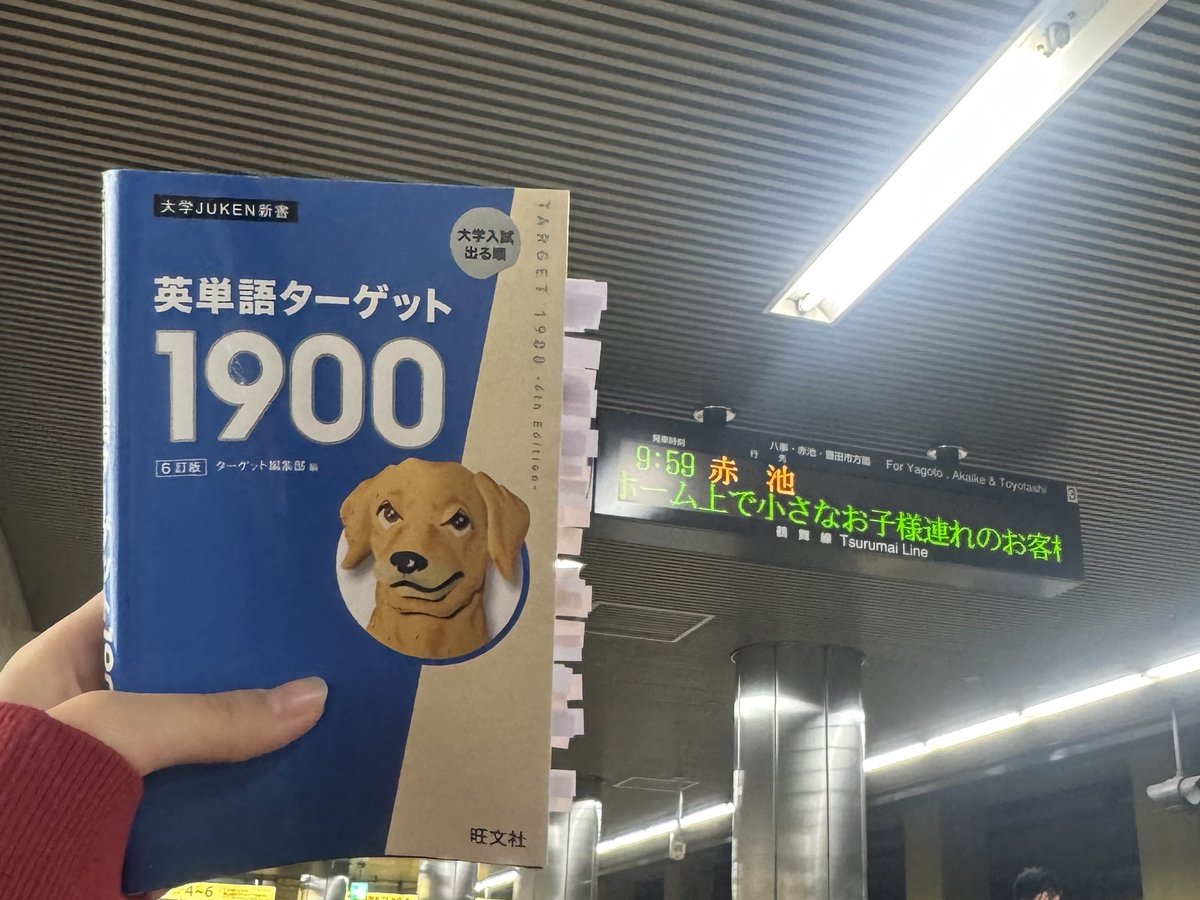 大学JUKEN新書
大学入試
出る順
英単語ターゲット
1900
6訂版 ターゲット編集部 編
TARGET 1900 -6th Edition-
旺文社
発車時刻
行先
八事・赤池・豊田市方面 For Yagoto, Akaike & Toyotashi
3
9:59 赤池
ホーム上で小さなお子様連れのお客様
鶴舞線 Tsurumai Line
4~6